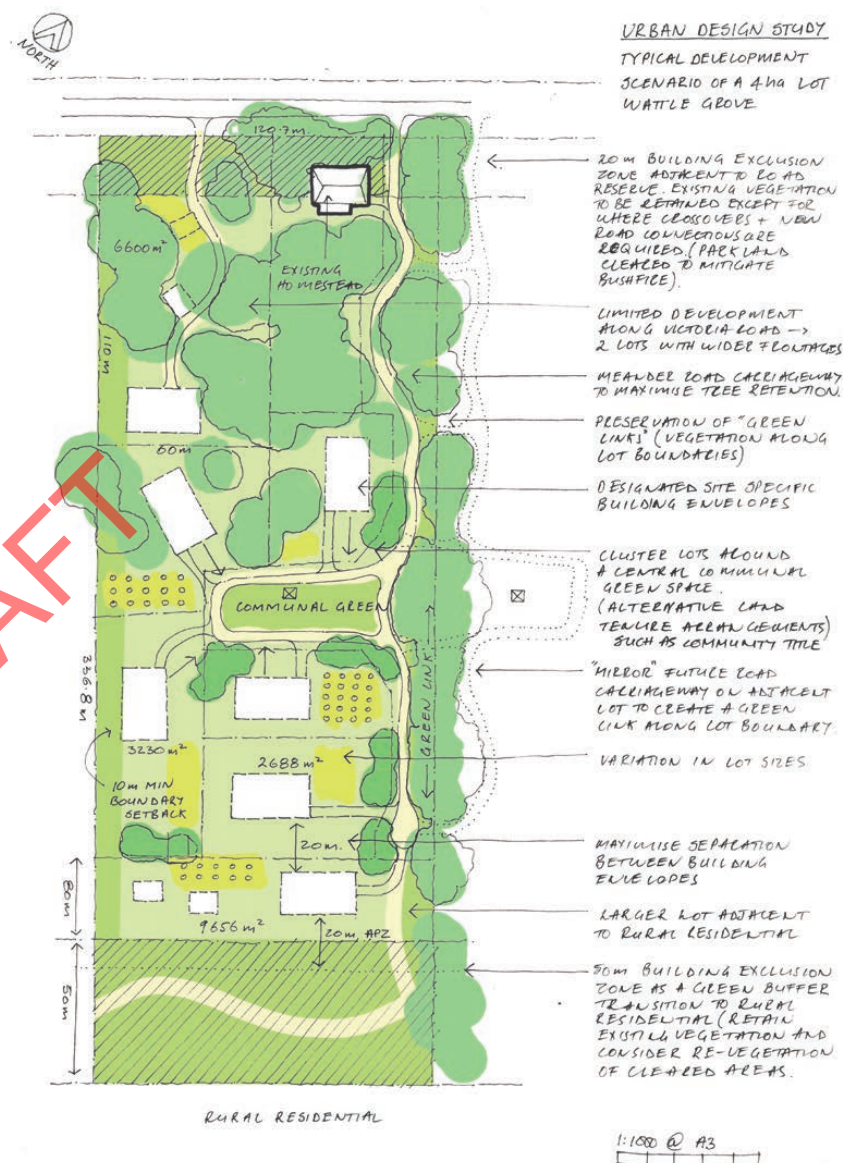 NORTH
URBAN DESIGN STUDY
TYPICAL DEVELOPMENT
SCENARIO OF A 4ha LOT
WATTLE GROVE
20m BUILDING EXCLUSION
ZONE ADJACENT TO ROAD
RESERVE. EXISTING VEGETATION
TO BE RETAINED EXCEPT FOR
WHERE CROSSOVERS + NEW
ROAD CONNECTIONS ARE
REQUIRED. (PARKLAND
CLEARED TO MITIGATE
BUSHFIRE).
LIMITED DEVELOPMENT
ALONG VICTORIA ROAD →
2 LOTS WITH WIDER FRONTAGES
MEANDER ROAD CARRIAGEWAY
TO MAXIMISE TREE RETENTION.
PRESERVATION OF "GREEN
LINKS" (VEGETATION ALONG
LOT BOUNDARIES)
DESIGNATED SITE SPECIFIC
BUILDING ENVELOPES
CLUSTER LOTS AROUND
A CENTRAL COMMUNAL
GREEN SPACE.
(ALTERNATIVE LAND
TENURE ARRANGEMENTS)
SUCH AS COMMUNITY TITLE
"MIRROR" FUTURE ROAD
CARRIAGEWAY ON ADJACENT
LOT TO CREATE A GREEN
LINK ALONG LOT BOUNDARY.
VARIATION IN LOT SIZES
MAXIMISE SEPARATION
BETWEEN BUILDING
ENVELOPES
LARGER LOT ADJACENT
TO RURAL RESIDENTIAL
50m BUILDING EXCLUSION
ZONE AS A GREEN BUFFER
TRANSITION TO RURAL
RESIDENTIAL (RETAIN
EXISTING VEGETATION AND
CONSIDER RE-VEGETATION
OF CLEARED AREAS.
120.7m.
6600m²
EXISTING
HOMESTEAD
110m
60m
COMMUNAL GREEN
GREEN LINK
356.8m
3230m²
2688m²
10m MIN
BOUNDARY
SETBACK
20m.
80m
9656m²
20m APZ
50m
RURAL RESIDENTIAL
1:1000 @ A3
AFT